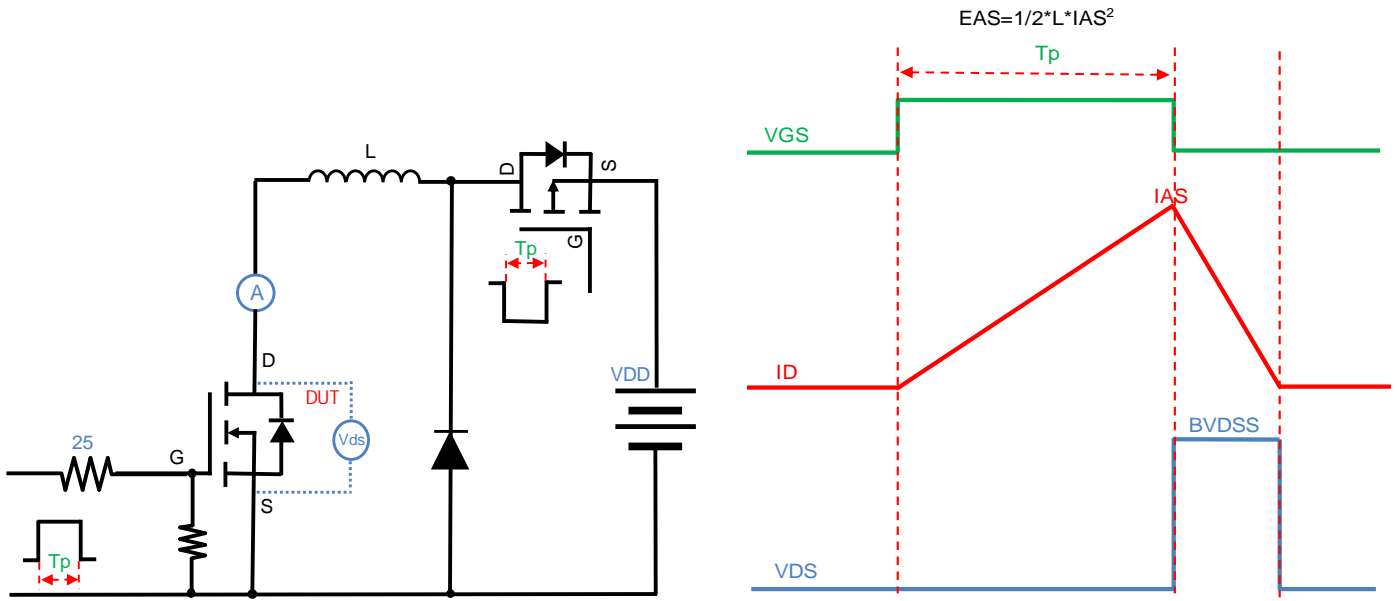 EAS=1/2*L*IAS²
Tp
VGS
L
D
S
G
Tp
IAS
A
D
VDD
ID
DUT
BVDSS
25
G
Vds
S
Tp
VDS